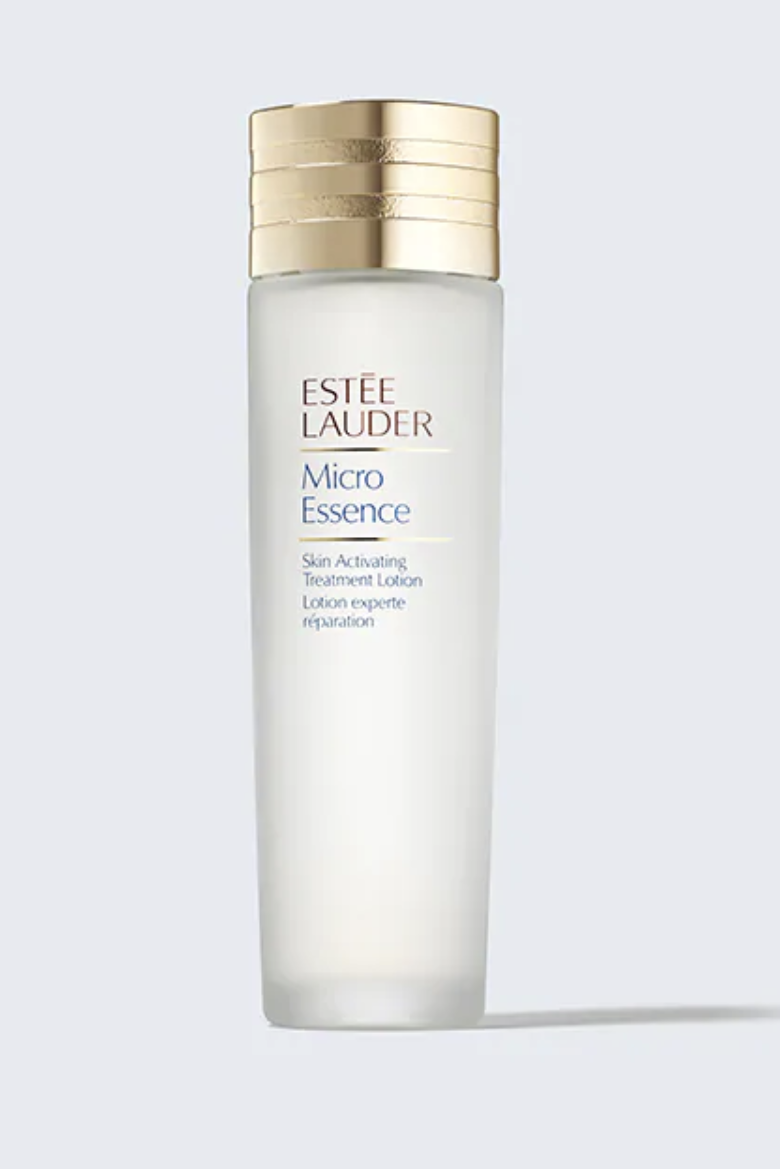 ESTĒE
LAUDER
Micro
Essence
Skin Activating
Treatment Lotion
Lotion experte
réparation